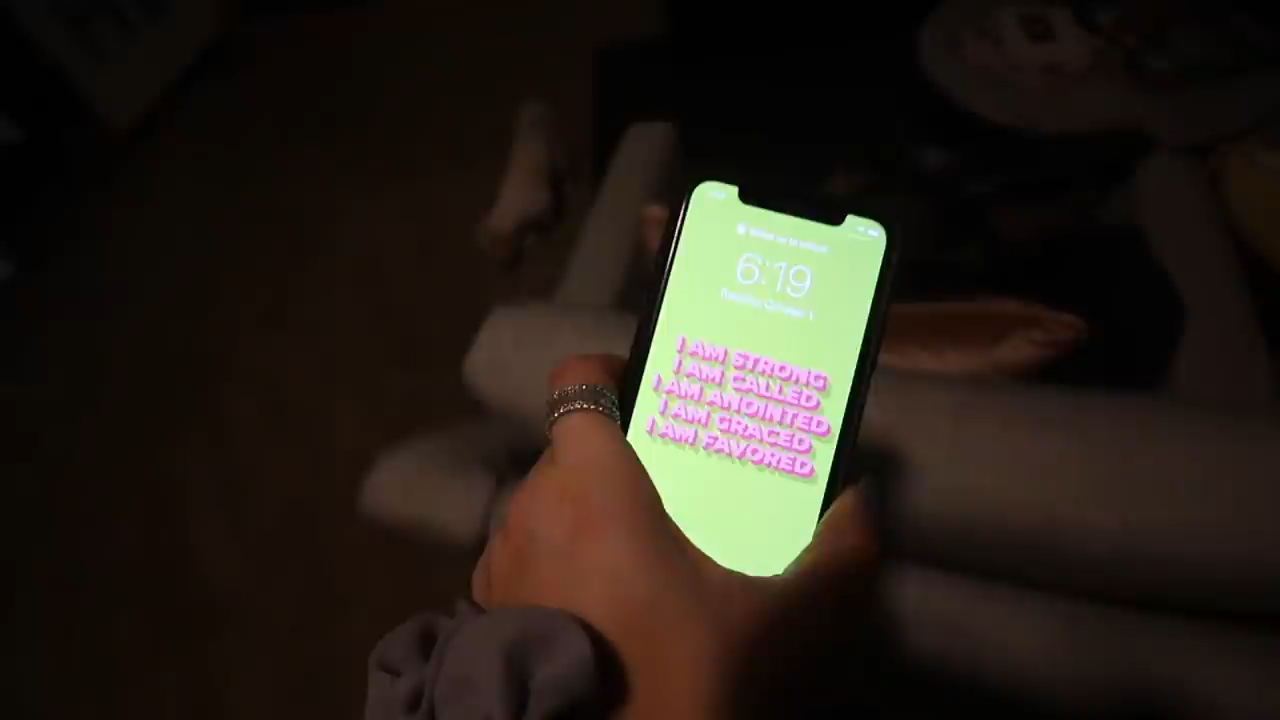 6:19
I AM STRONG
I AM CALLED
I AM ANOINTED
I AM GRACED
I AM FAVORED